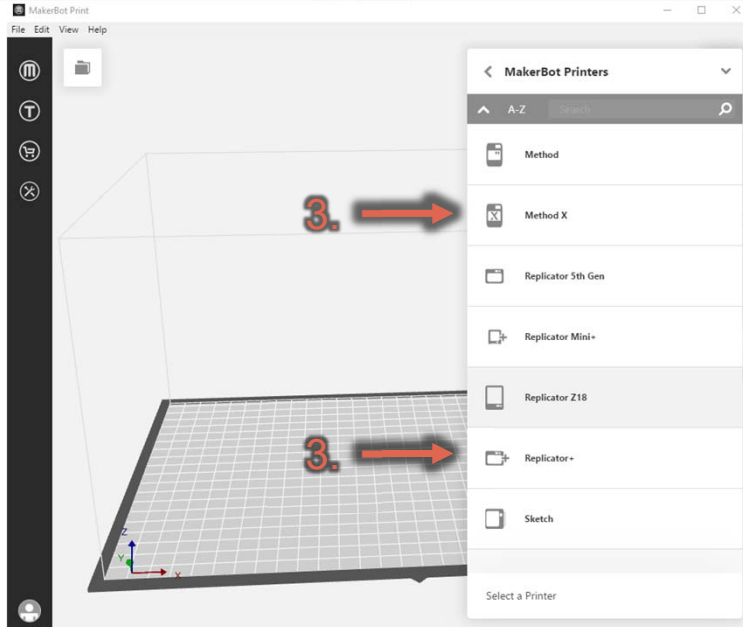 MakerBot Print
File Edit View Help
MakerBot Printers
A-Z Search
Method
3.
Method X
Replicator 5th Gen
Replicator Mini+
Replicator Z18
3.
Replicator+
Sketch
Select a Printer
Z
Y
X